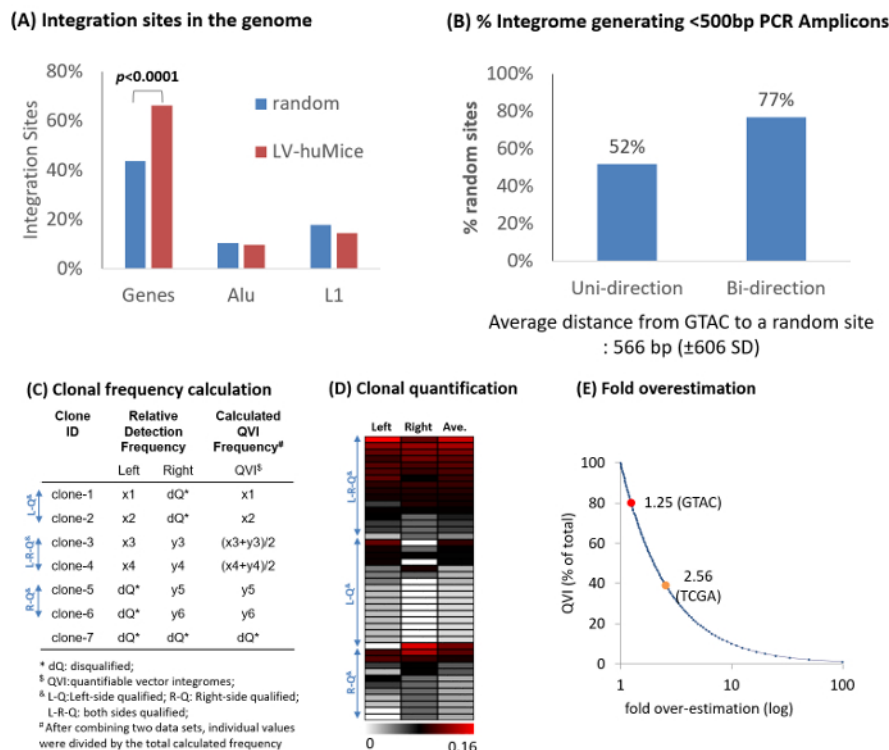 (A) Integration sites in the genome
80%
60%
40%
20%
0%
Integration Sites
p<0.0001
random
LV-huMice
Genes Alu L1
(B) % Integrome generating <500bp PCR Amplicons
100%
80%
60%
40%
20%
0%
% random sites
52%
77%
Uni-direction Bi-direction
Average distance from GTAC to a random site
: 566 bp (±606 SD)
(C) Clonal frequency calculation
Clone Relative Calculated
ID Detection QVI
Frequency Frequency#
Left Right QVI$
L-Q&
clone-1 x1 dQ* x1
clone-2 x2 dQ* x2
L-R-Q&
clone-3 x3 y3 (x3+y3)/2
clone-4 x4 y4 (x4+y4)/2
R-Q&
clone-5 dQ* y5 y5
clone-6 dQ* y6 y6
clone-7 dQ* dQ* dQ*
* dQ: disqualified;
$ QVI:quantifiable vector integromes;
& L-Q:Left-side qualified; R-Q: Right-side qualified;
L-R-Q: both sides qualified;
# After combining two data sets, individual values
were divided by the total calculated frequency
(D) Clonal quantification
Left Right Ave.
L-R-Q&
L-Q&
R-Q&
0 0.16
(E) Fold overestimation
100
80
60
40
20
0
QVI (% of total)
1.25 (GTAC)
2.56
(TCGA)
1 10 100
fold over-estimation (log)